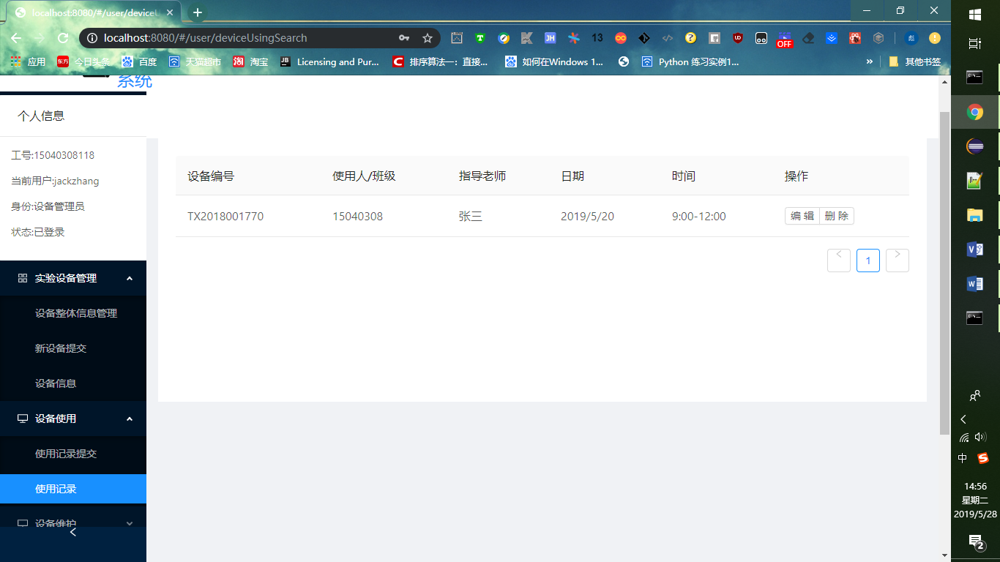 localhost:8080/#/user/deviceU
localhost:8080/#/user/deviceUsingSearch
13
JH
UD
OFF
彪
应用
东方
今日头条
百度
天猫超市
淘
淘宝
JB
Licensing and Pur...
C
排序算法一：直接...
如何在Windows 1...
Python 练习实例1...
»
其他书签
系统
个人信息
工号:15040308118
当前用户:jackzhang
身份:设备管理员
状态:已登录
实验设备管理
设备整体信息管理
新设备提交
设备信息
设备使用
使用记录提交
使用记录
设备维护
设备编号 使用人/班级 指导老师 日期 时间 操作
TX2018001770 15040308 张三 2019/5/20 9:00-12:00 编 辑 删 除
1
中
14:56
星期二
2019/5/28
2